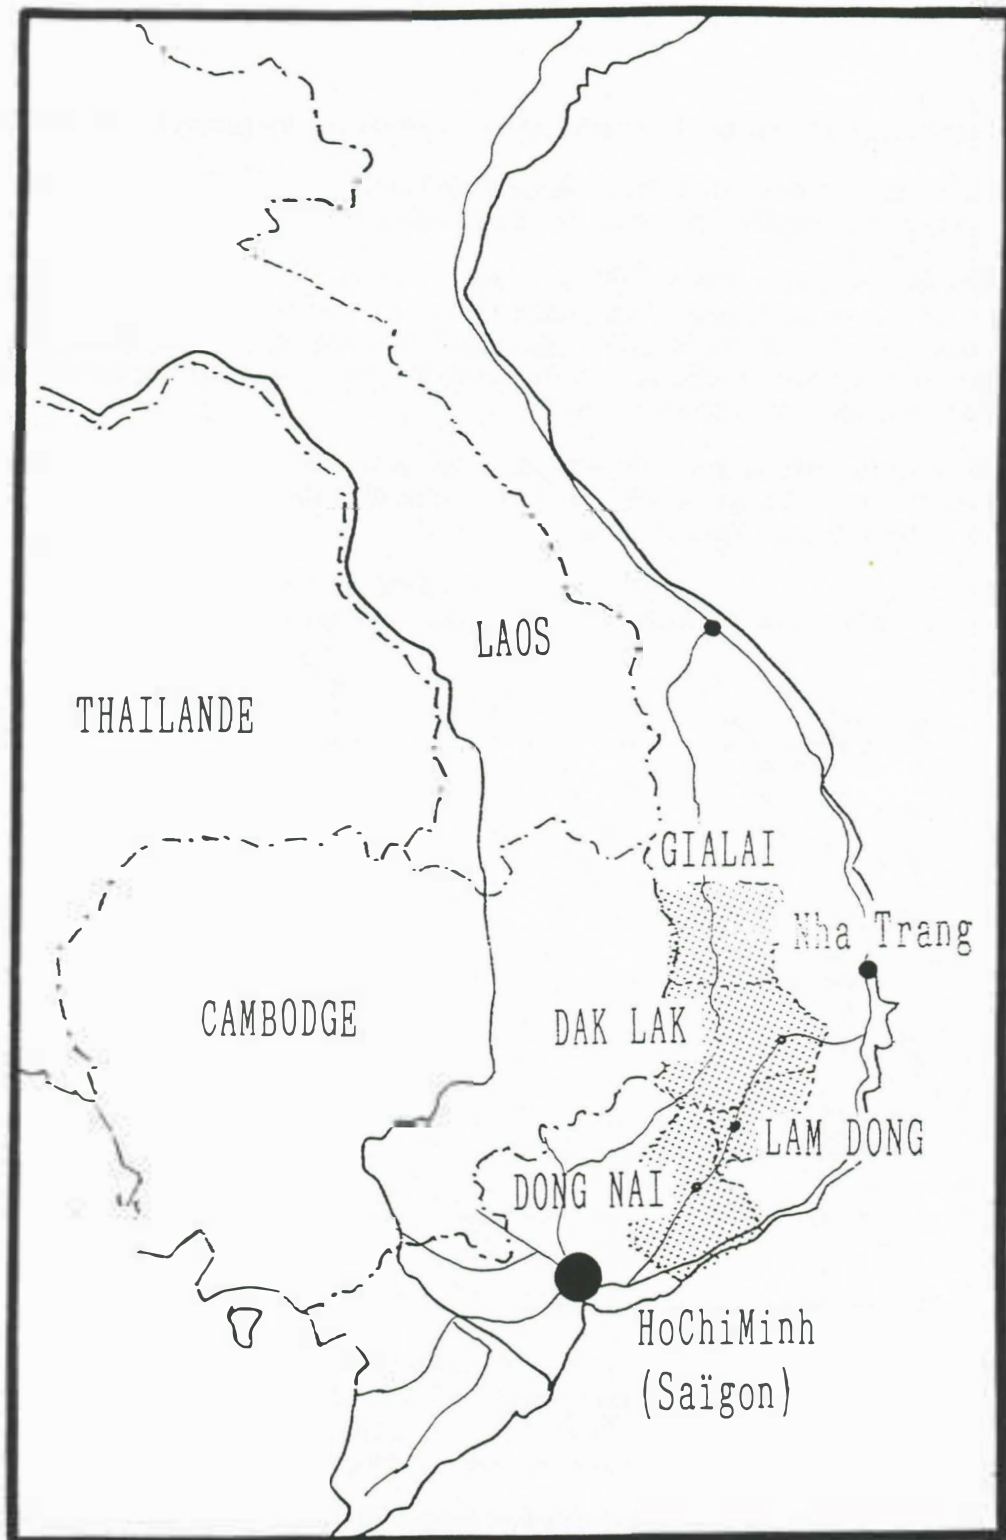 LAOS
THAILANDE
GIALAI
Nha Trang
CAMBODGE
DAK LAK
LAM DONG
DONG NAI
HoChiMinh
(Saïgon)